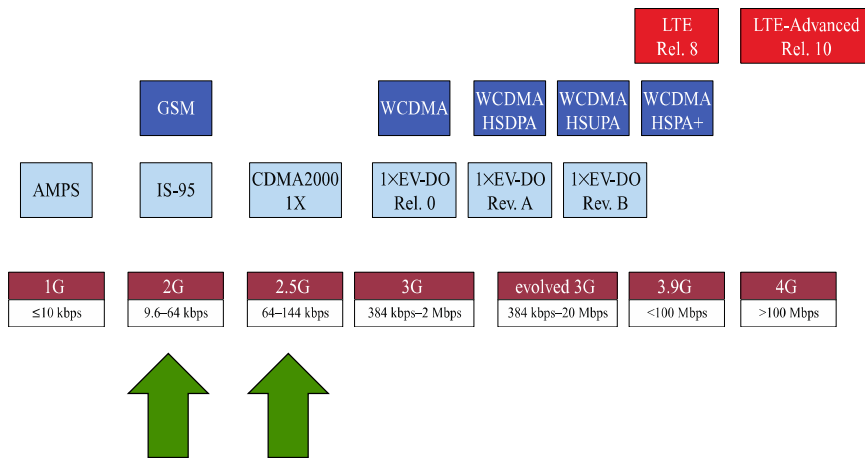 LTE
Rel. 8
LTE-Advanced
Rel. 10
GSM
WCDMA
WCDMA
HSDPA
WCDMA
HSUPA
WCDMA
HSPA+
AMPS
IS-95
CDMA2000
1X
1×EV-DO
Rel. 0
1×EV-DO
Rev. A
1×EV-DO
Rev. B
1G
≤10 kbps
2G
9.6–64 kbps
2.5G
64–144 kbps
3G
384 kbps–2 Mbps
evolved 3G
384 kbps–20 Mbps
3.9G
<100 Mbps
4G
>100 Mbps